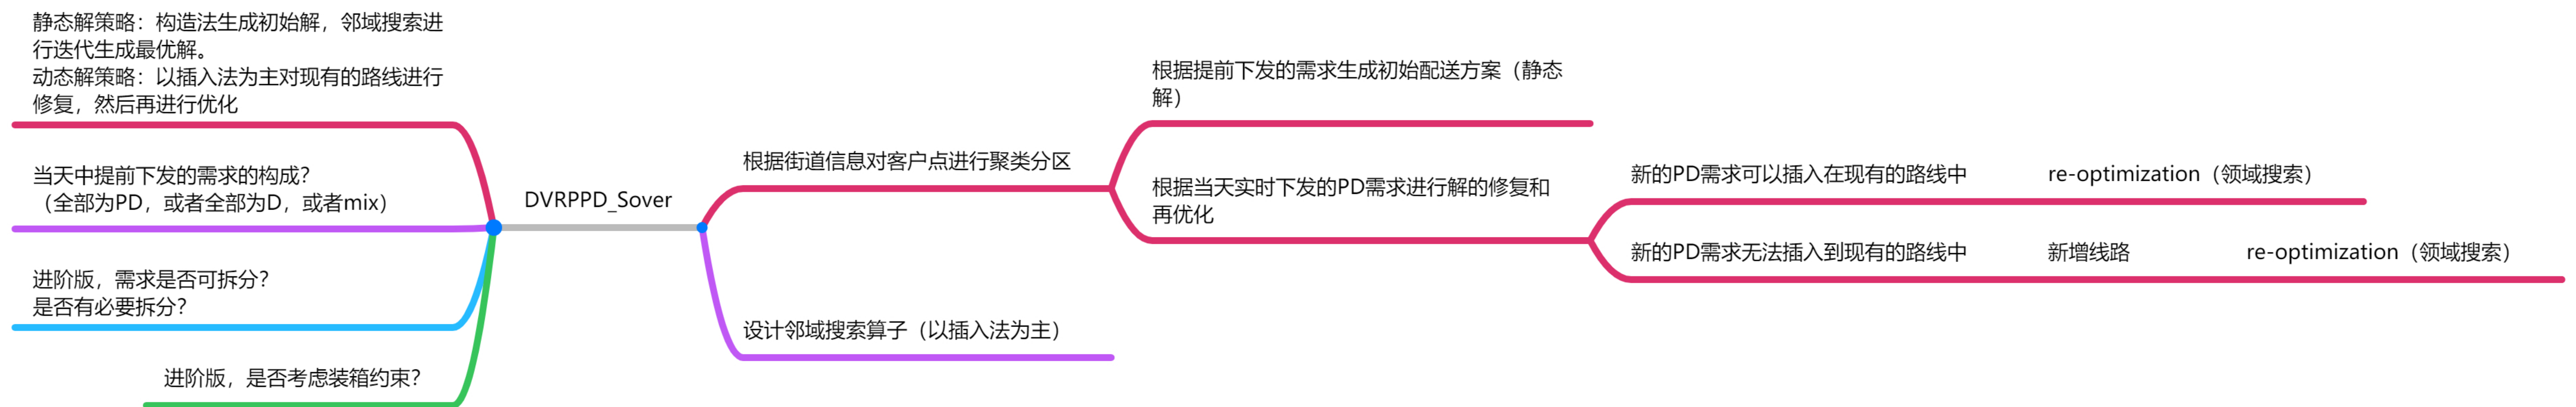 静态解策略：构造法生成初始解，邻域搜索进
行迭代生成最优解。
动态解策略：以插入法为主对现有的路线进行
修复，然后再进行优化
当天中提前下发的需求的构成？
（全部为PD，或者全部为D，或者mix）
进阶版，需求是否可拆分？
是否有必要拆分？
进阶版，是否考虑装箱约束？
DVRPPD_Sover
根据街道信息对客户点进行聚类分区
根据提前下发的需求生成初始配送方案（静态
解）
根据当天实时下发的PD需求进行解的修复和
再优化
新的PD需求可以插入在现有的路线中
re-optimization（领域搜索）
新的PD需求无法插入到现有的路线中
新增线路
re-optimization（领域搜索）
设计邻域搜索算子（以插入法为主）